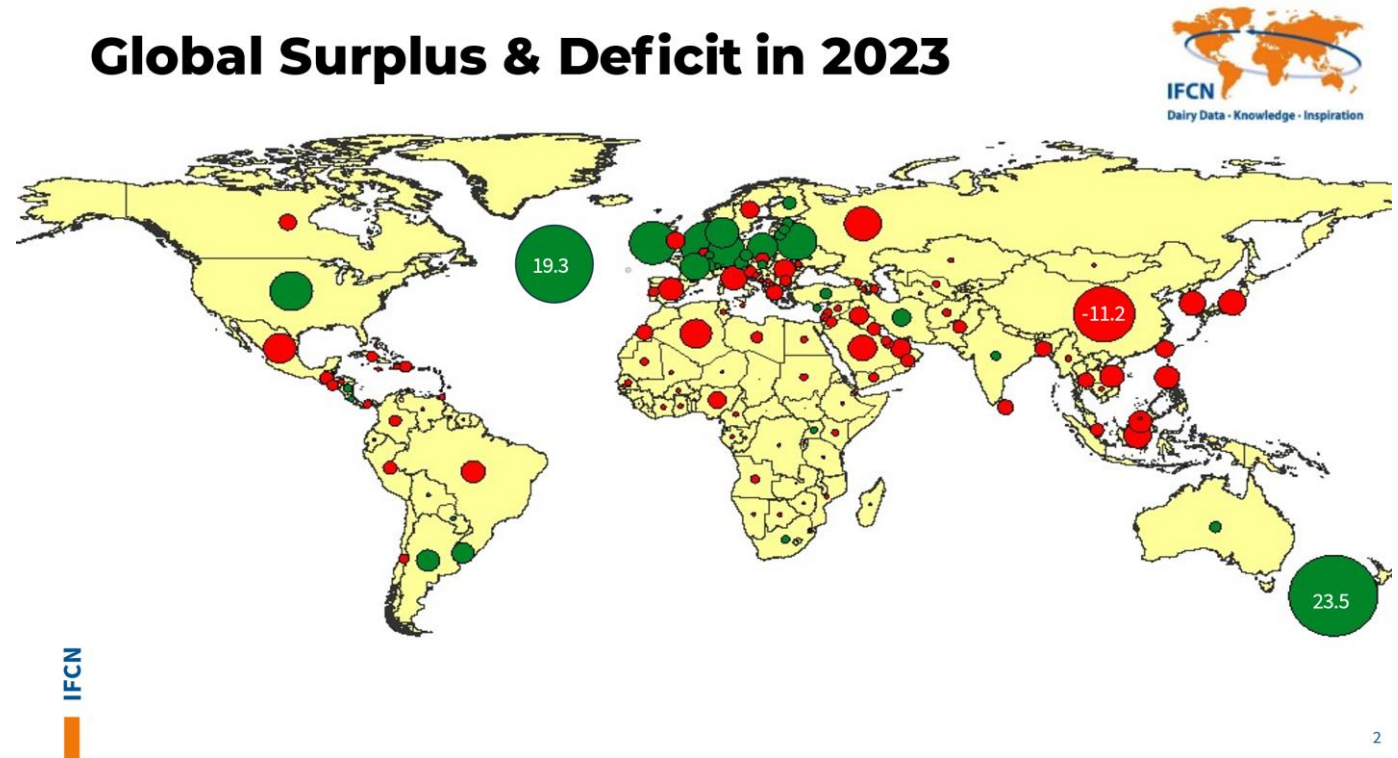 Global Surplus & Deficit in 2023
IFCN
Dairy Data - Knowledge - Inspiration
19.3
-11.2
23.5
IFCN
2